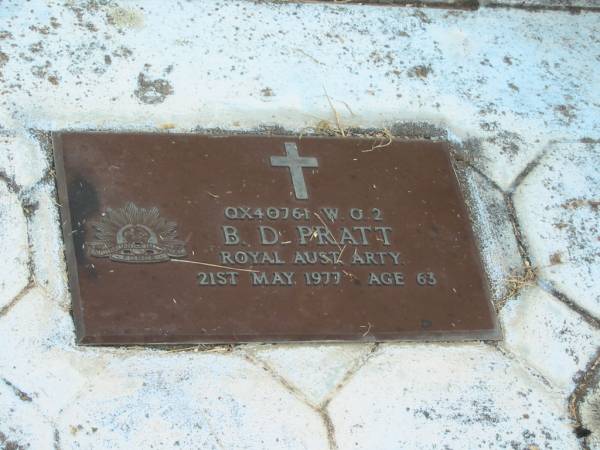 QX40761 W.O.2
B. D. PRATT
ROYAL AUST. ARTY.
21ST MAY, 1977 AGE 63